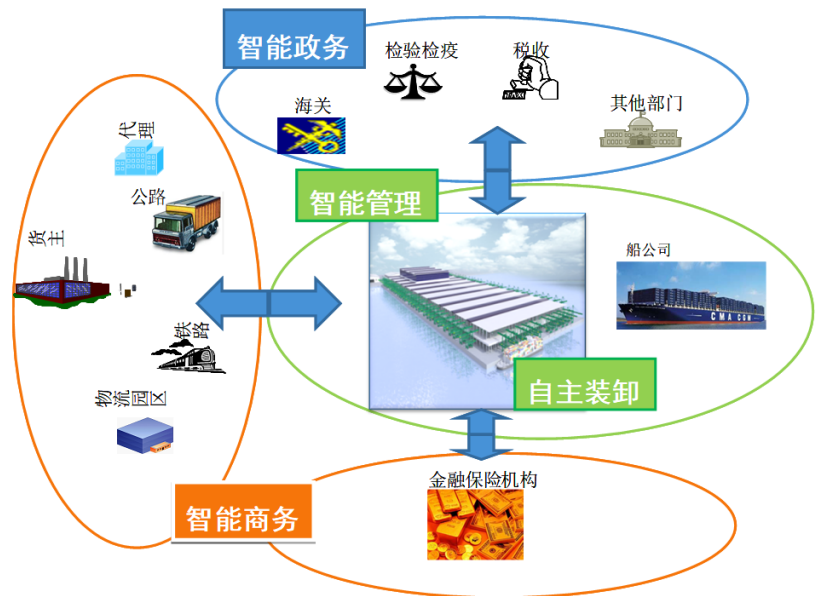 智能政务
检验检疫
税收
海关
其他部门
代理
公路
货主
铁路
物流园区
智能管理
船公司
CMA CGM
自主装卸
金融保险机构
智能商务